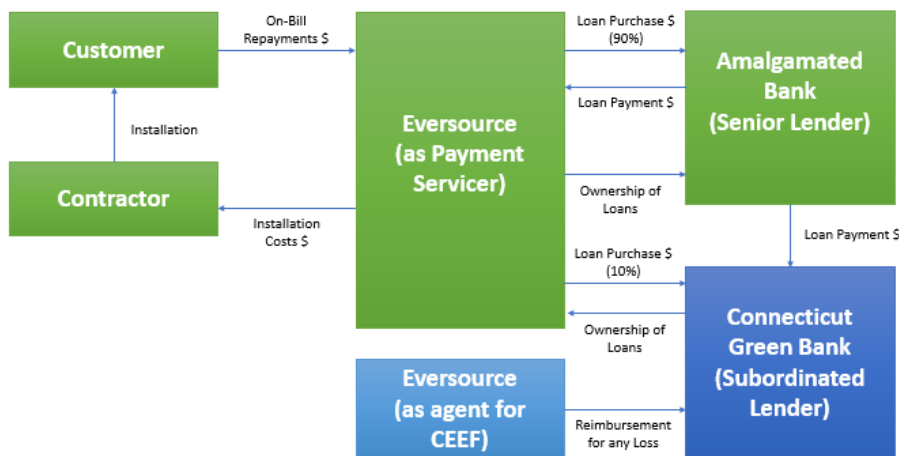 Customer
On-Bill
Repayments $
Installation
Contractor
Installation
Costs $
Eversource
(as Payment
Servicer)
Loan Purchase $
(90%)
Loan Payment $
Ownership of
Loans
Loan Purchase $
(10%)
Ownership of
Loans
Amalgamated
Bank
(Senior Lender)
Loan Payment $
Connecticut
Green Bank
(Subordinated
Lender)
Eversource
(as agent for
CEEF)
Reimbursement
for any Loss